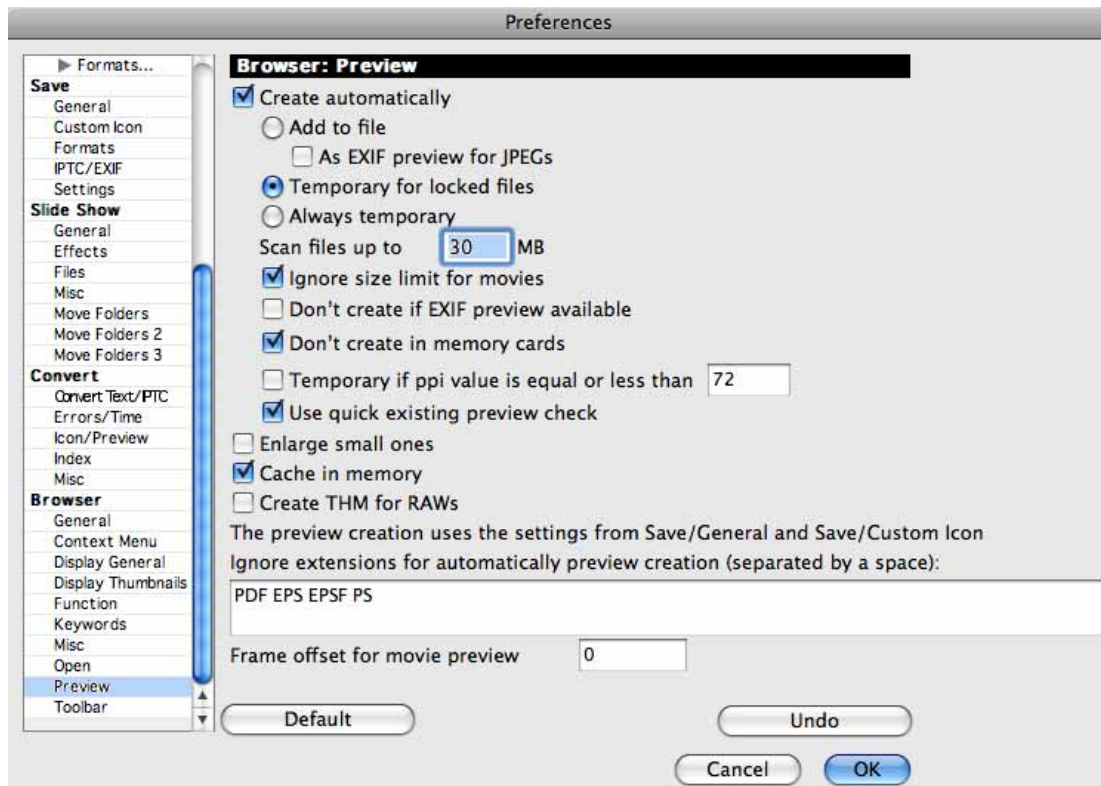 Preferences
▶ Formats...
Save
General
Custom Icon
Formats
IPTC/EXIF
Settings
Slide Show
General
Effects
Files
Misc
Move Folders
Move Folders 2
Move Folders 3
Convert
Convert Text/IPTC
Errors/Time
Icon/Preview
Index
Misc
Browser
General
Context Menu
Display General
Display Thumbnails
Function
Keywords
Misc
Open
Preview
Toolbar
Browser: Preview
Create automatically
Add to file
As EXIF preview for JPEGs
Temporary for locked files
Always temporary
Scan files up to 30 MB
Ignore size limit for movies
Don't create if EXIF preview available
Don't create in memory cards
Temporary if ppi value is equal or less than 72
Use quick existing preview check
Enlarge small ones
Cache in memory
Create THM for RAWs
The preview creation uses the settings from Save/General and Save/Custom Icon
Ignore extensions for automatically preview creation (separated by a space):
PDF EPS EPSF PS
Frame offset for movie preview 0
Default Undo
Cancel OK